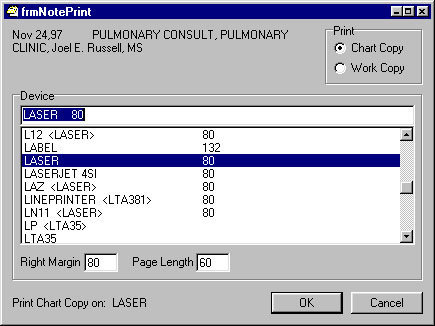 frmNotePrint
Nov 24,97 PULMONARY CONSULT, PULMONARY
CLINIC, Joel E. Russell, MS
Print
Chart Copy
Work Copy
Device
LASER 80
L12 <LASER> 80
LABEL 132
LASER 80
LASERJET 4SI 80
LAZ <LASER> 80
LINEPRINTER <LTA381> 80
LN11 <LASER> 80
LP <LTA35>
LTA35
Right Margin 80 Page Length 60
Print Chart Copy on: LASER OK Cancel